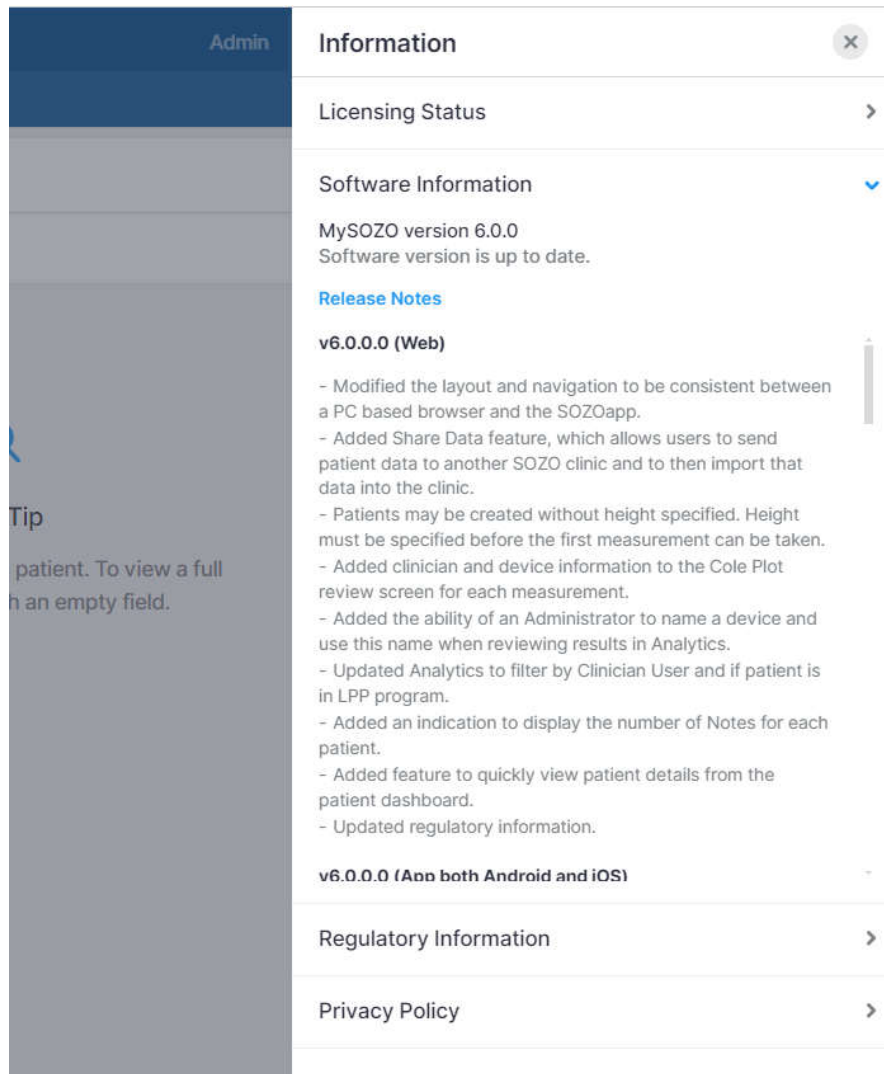 Admin
Tip
patient. To view a full
h an empty field.
Information
Licensing Status
Software Information
MySOZO version 6.0.0
Software version is up to date.
Release Notes
v6.0.0.0 (Web)
- Modified the layout and navigation to be consistent between
a PC based browser and the SOZOapp.
- Added Share Data feature, which allows users to send
patient data to another SOZO clinic and to then import that
data into the clinic.
- Patients may be created without height specified. Height
must be specified before the first measurement can be taken.
- Added clinician and device information to the Cole Plot
review screen for each measurement.
- Added the ability of an Administrator to name a device and
use this name when reviewing results in Analytics.
- Updated Analytics to filter by Clinician User and if patient is
in LPP program.
- Added an indication to display the number of Notes for each
patient.
- Added feature to quickly view patient details from the
patient dashboard.
- Updated regulatory information.
v6.0.0.0 (App both Android and iOS)
Regulatory Information
Privacy Policy